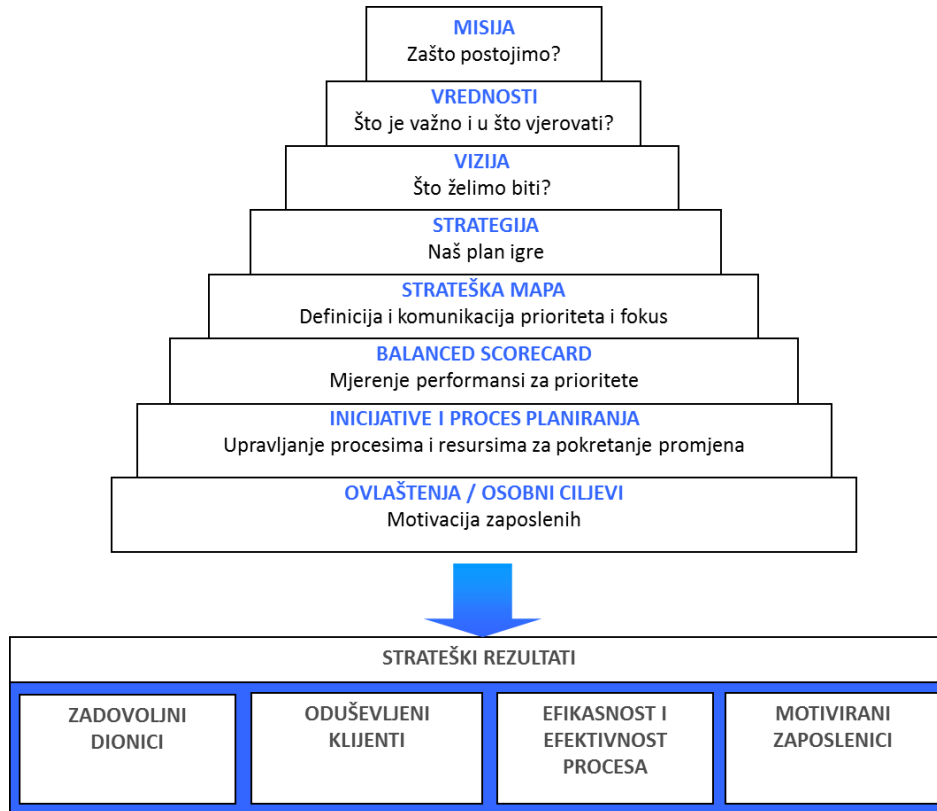 MISIJA
Zašto postojimo?
VREDNOSTI
Što je važno i u što vjerovati?
VIZIJA
Što želimo biti?
STRATEGIJA
Naš plan igre
STRATEŠKA MAPA
Definicija i komunikacija prioriteta i fokus
BALANCED SCORECARD
Mjerenje performansi za prioritete
INICIJATIVE I PROCES PLANIRANJA
Upravljanje procesima i resursima za pokretanje promjena
OVLAŠTENJA / OSOBNI CILJEVI
Motivacija zaposlenih
STRATEŠKI REZULTATI
ZADOVOLJNI
DIONICI
ODUŠEVLJENI
KLIJENTI
EFIKASNOST I
EFEKTIVNOST
PROCESA
MOTIVIRANI
ZAPOSLENICI